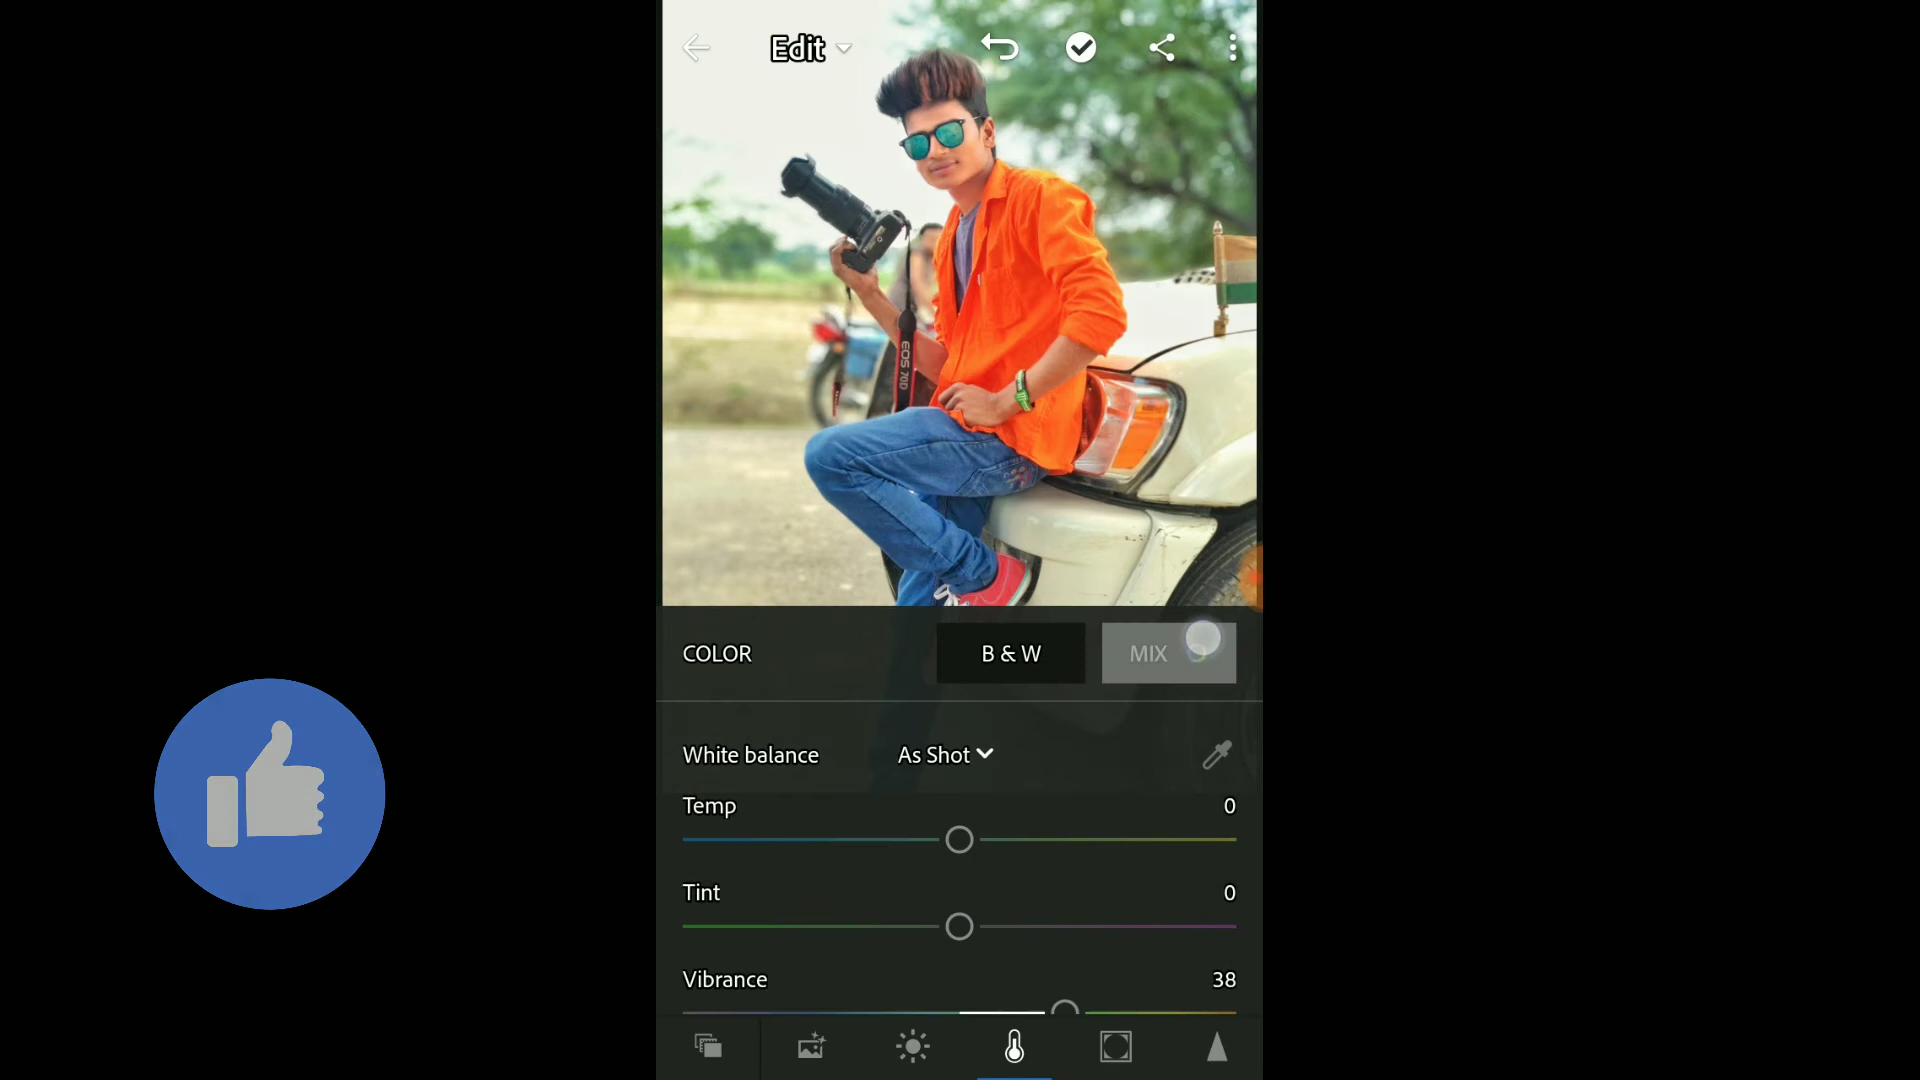 Edit
EOS 70D
COLOR
B & W
MIX
White balance
As Shot
Temp
0
Tint
0
Vibrance
38